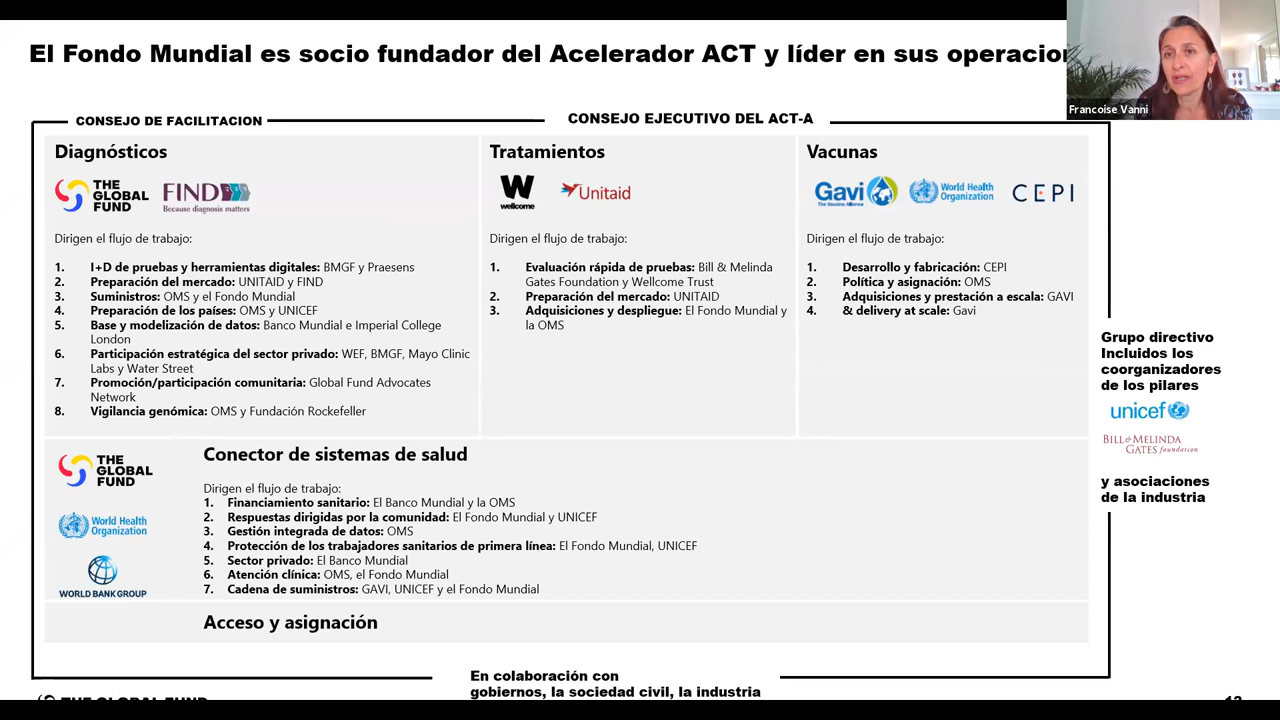 El Fondo Mundial es socio fundador del Acelerador ACT y líder en sus operacion
Francoise Vanni
CONSEJO DE FACILITACION
CONSEJO EJECUTIVO DEL ACT-A
Diagnósticos
THE
GLOBAL
FUND
FIND
Because diagnosis matters
Dirigen el flujo de trabajo:
1. I+D de pruebas y herramientas digitales: BMGF y Praesens
2. Preparación del mercado: UNITAID y FIND
3. Suministros: OMS y el Fondo Mundial
4. Preparación de los países: OMS y UNICEF
5. Base y modelización de datos: Banco Mundial e Imperial College
London
6. Participación estratégica del sector privado: WEF, BMGF, Mayo Clinic
Labs y Water Street
7. Promoción/participación comunitaria: Global Fund Advocates
Network
8. Vigilancia genómica: OMS y Fundación Rockefeller
Tratamientos
W
wellcome
Unitaid
Dirigen el flujo de trabajo:
1. Evaluación rápida de pruebas: Bill & Melinda
Gates Foundation y Wellcome Trust
2. Preparación del mercado: UNITAID
3. Adquisiciones y despliegue: El Fondo Mundial y
la OMS
Vacunas
Gavi
The Vaccine Alliance
World Health
Organization
CEPI
Dirigen el flujo de trabajo:
1. Desarrollo y fabricación: CEPI
2. Política y asignación: OMS
3. Adquisiciones y prestación a escala: GAVI
4. & delivery at scale: Gavi
Grupo directivo
Incluidos los
coorganizadores
de los pilares
unicef
BILL & MELINDA
GATES foundation
y asociaciones
de la industria
THE
GLOBAL
FUND
World Health
Organization
WORLD BANK GROUP
Conector de sistemas de salud
Dirigen el flujo de trabajo:
1. Financiamiento sanitario: El Banco Mundial y la OMS
2. Respuestas dirigidas por la comunidad: El Fondo Mundial y UNICEF
3. Gestión integrada de datos: OMS
4. Protección de los trabajadores sanitarios de primera línea: El Fondo Mundial, UNICEF
5. Sector privado: El Banco Mundial
6. Atención clínica: OMS, el Fondo Mundial
7. Cadena de suministros: GAVI, UNICEF y el Fondo Mundial
Acceso y asignación
En colaboración con
gobiernos, la sociedad civil, la industria
THE GLOBAL FUND